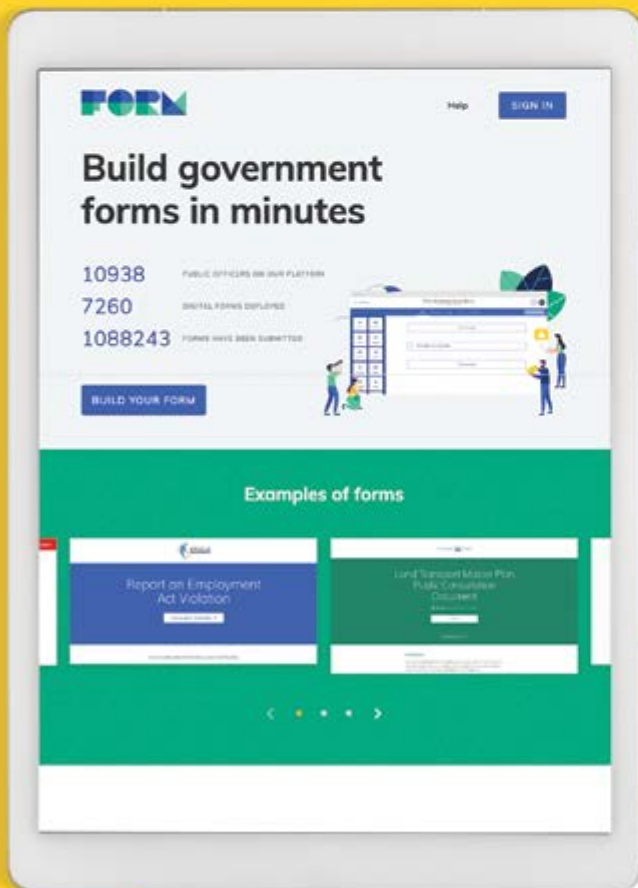 FORM
Help
SIGN IN
Build government
forms in minutes
10938 PUBLIC OFFICERS ON OUR PLATFORM
7260 DIGITAL FORMS DEPLOYED
1088243 FORMS HAVE BEEN SUBMITTED
BUILD YOUR FORM
Examples of forms
Report an Employment
Act Violation
Land Transport Master Plan
Public Consultation
Document